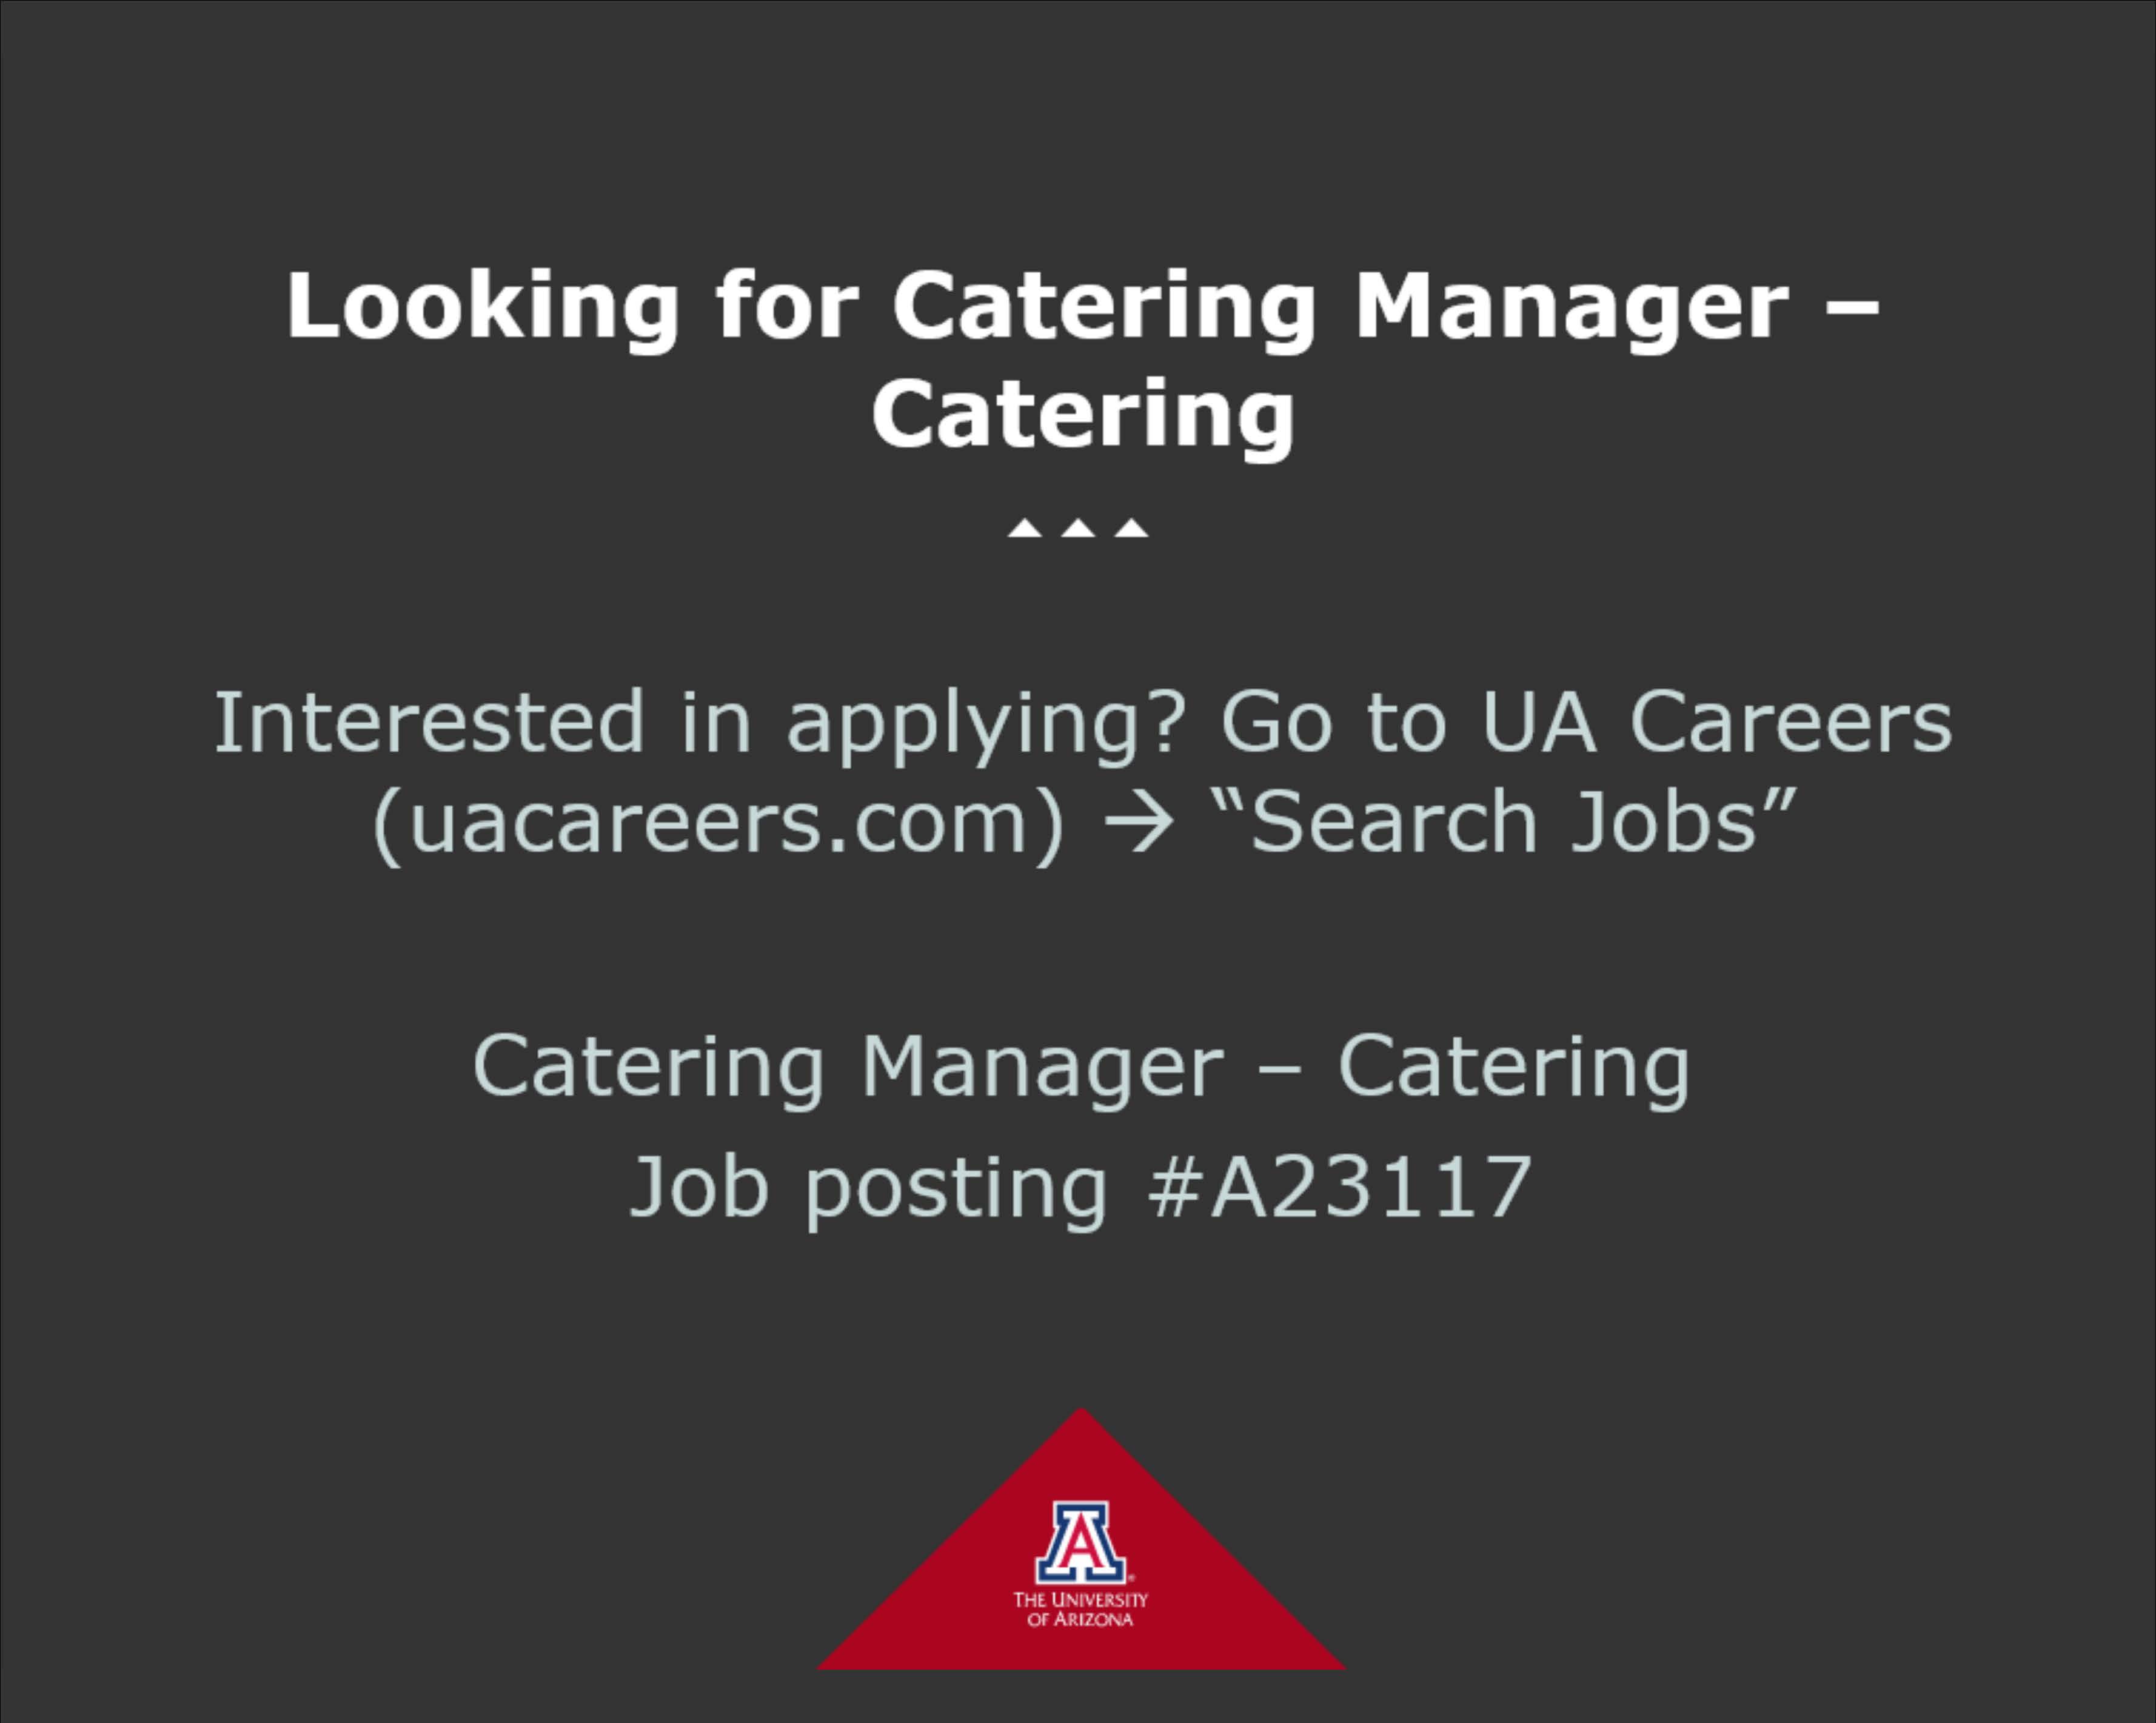 Looking for Catering Manager –
Catering
Interested in applying? Go to UA Careers
(uacareers.com) → “Search Jobs”
Catering Manager – Catering
Job posting #A23117
A
THE UNIVERSITY
OF ARIZONA